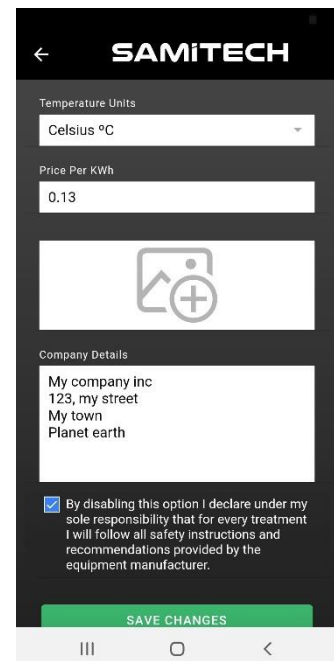 SAMiTECH
Temperature Units
Celsius ºC
Price Per KWh
0.13
Company Details
My company inc
123, my street
My town
Planet earth
By disabling this option I declare under my
sole responsibility that for every treatment
I will follow all safety instructions and
recommendations provided by the
equipment manufacturer.
SAVE CHANGES